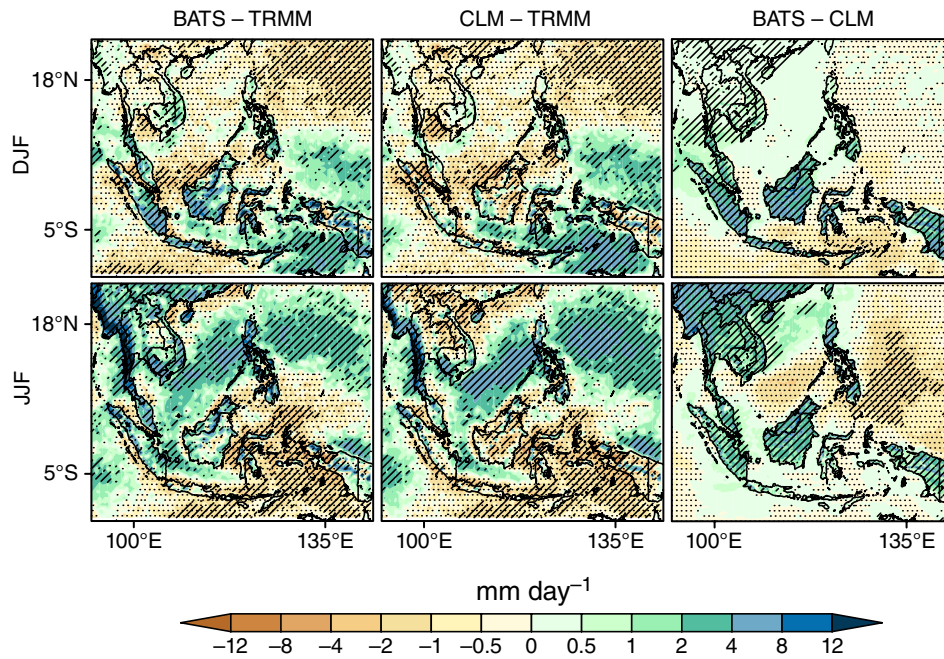 BATS – TRMM CLM – TRMM BATS – CLM
18°N
DJF
5°S
18°N
JJF
5°S
100°E 135°E 100°E 135°E 100°E 135°E
mm day⁻¹
−12 −8 −4 −2 −1 −0.5 0 0.5 1 2 4 8 12